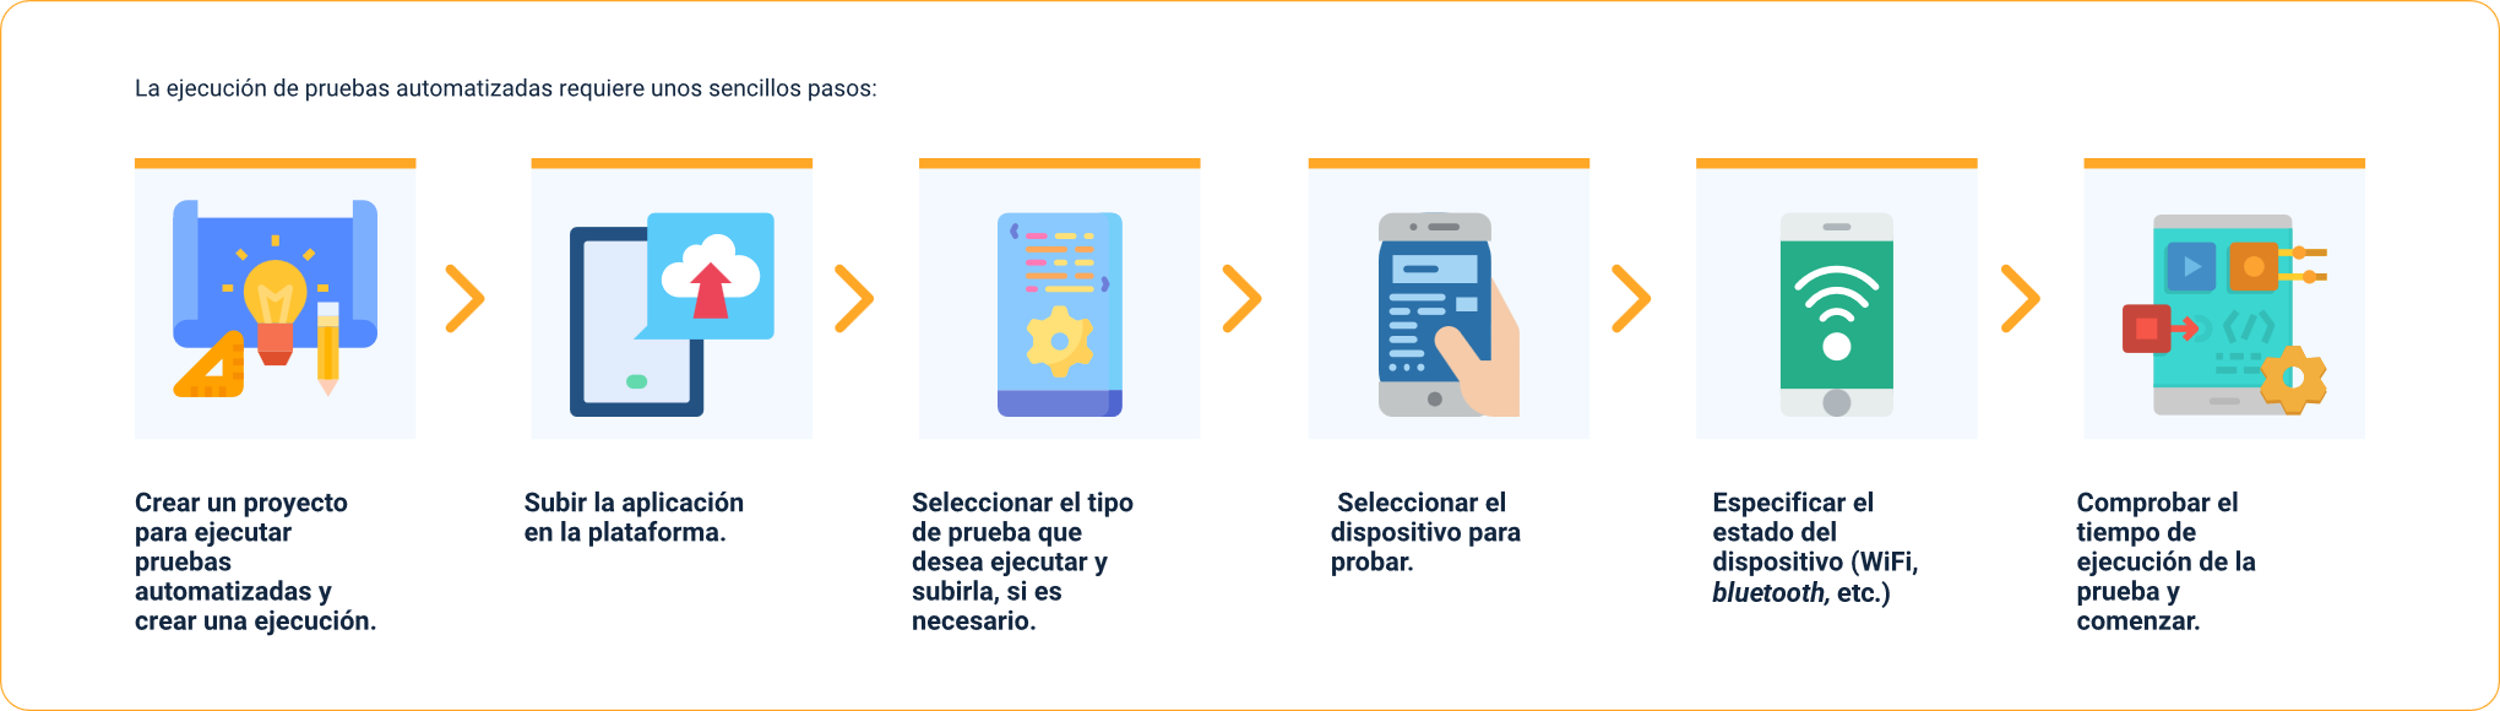 La ejecución de pruebas automatizadas requiere unos sencillos pasos:
Crear un proyecto
para ejecutar
pruebas
automatizadas y
crear una ejecución.
Subir la aplicación
en la plataforma.
Seleccionar el tipo
de prueba que
desea ejecutar y
subirla, si es
necesario.
Seleccionar el
dispositivo para
probar.
Especificar el
estado del
dispositivo (WiFi,
bluetooth, etc.)
Comprobar el
tiempo de
ejecución de la
prueba y
comenzar.